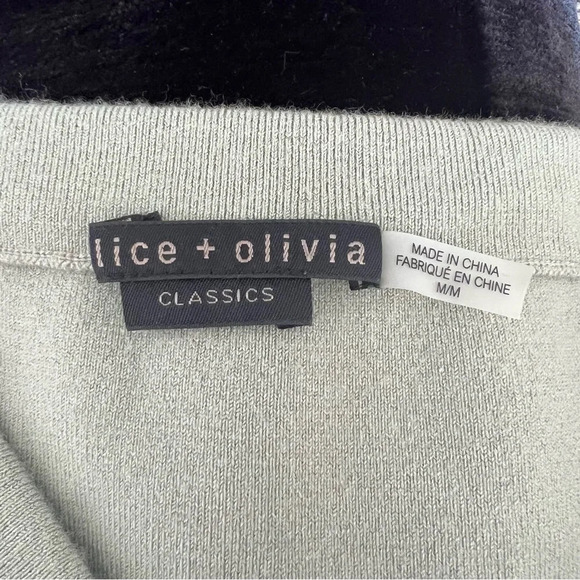 lice + olivia
CLASSICS
MADE IN CHINA
FABRIQUÉ EN CHINE
M/M